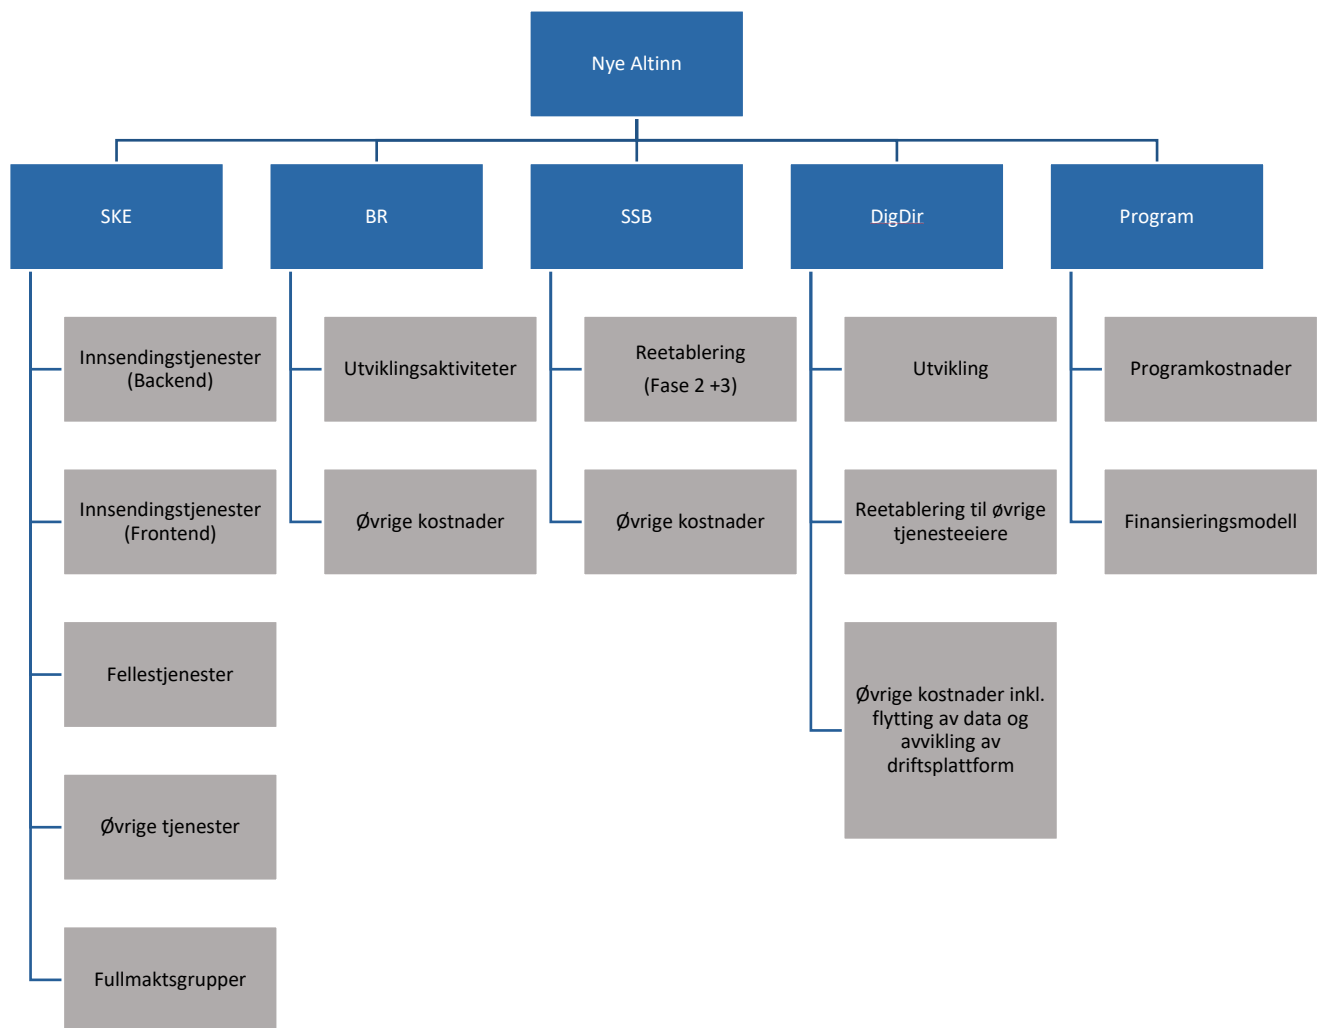 Nye Altinn
SKE
BR
SSB
DigDir
Program
Innsendingstjenester
(Backend)
Utviklingsaktiviteter
Reetablering
(Fase 2 +3)
Utvikling
Programkostnader
Innsendingstjenester
(Frontend)
Øvrige kostnader
Øvrige kostnader
Reetablering til øvrige
tjenesteeiere
Finansieringsmodell
Fellestjenester
Øvrige kostnader inkl.
flytting av data og
avvikling av
driftsplattform
Øvrige tjenester
Fullmaktsgrupper